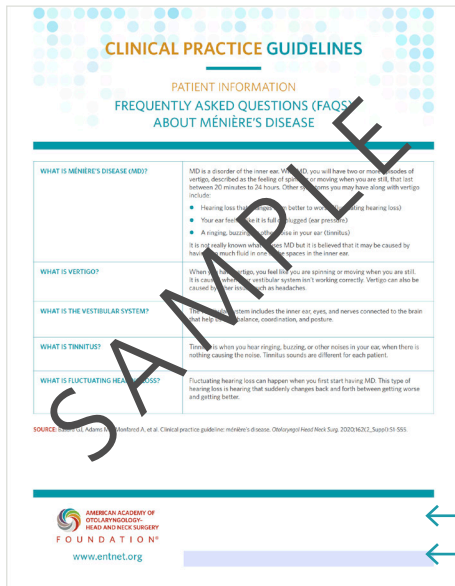 CLINICAL PRACTICE GUIDELINES
PATIENT INFORMATION
FREQUENTLY ASKED QUESTIONS (FAQS)
ABOUT MÉNIÈRE'S DISEASE
WHAT IS MÉNIÈRE'S DISEASE (MD)?
MD is a disorder of the inner ear. With MD, you will have two or more episodes of
vertigo, described as the feeling of spinning or moving when you are still, that last
between 20 minutes to 24 hours. Other symptoms you may have along with vertigo
include:
● Hearing loss that changes from better to worse (fluctuating hearing loss)
● Your ear feels like it is full or plugged (ear pressure)
● A ringing, buzzing, or other noise in your ear (tinnitus)
It is not really known what causes MD but it is believed that it may be caused by
having too much fluid in one of the spaces in the inner ear.
WHAT IS VERTIGO?
When you have vertigo, you feel like you are spinning or moving when you are still.
It is caused when your vestibular system isn't working correctly. Vertigo can also be
caused by other issues such as headaches.
WHAT IS THE VESTIBULAR SYSTEM?
The vestibular system includes the inner ear, eyes, and nerves connected to the brain
that help balance, coordination, and posture.
WHAT IS TINNITUS?
Tinnitus is when you hear ringing, buzzing, or other noises in your ear, when there is
nothing causing the noise. Tinnitus sounds are different for each patient.
WHAT IS FLUCTUATING HEARING LOSS?
Fluctuating hearing loss can happen when you first start having MD. This type of
hearing loss is hearing that suddenly changes back and forth between getting worse
and getting better.
SOURCE: GJ, Adams ME, Monfared A, et al. Clinical practice guideline: ménière's disease. Otolaryngol Head Neck Surg. 2020;162(2_Suppl):S1-S55.
SAMPLE
AMERICAN ACADEMY OF
OTOLARYNGOLOGY–
HEAD AND NECK SURGERY
FOUNDATION®
www.entnet.org